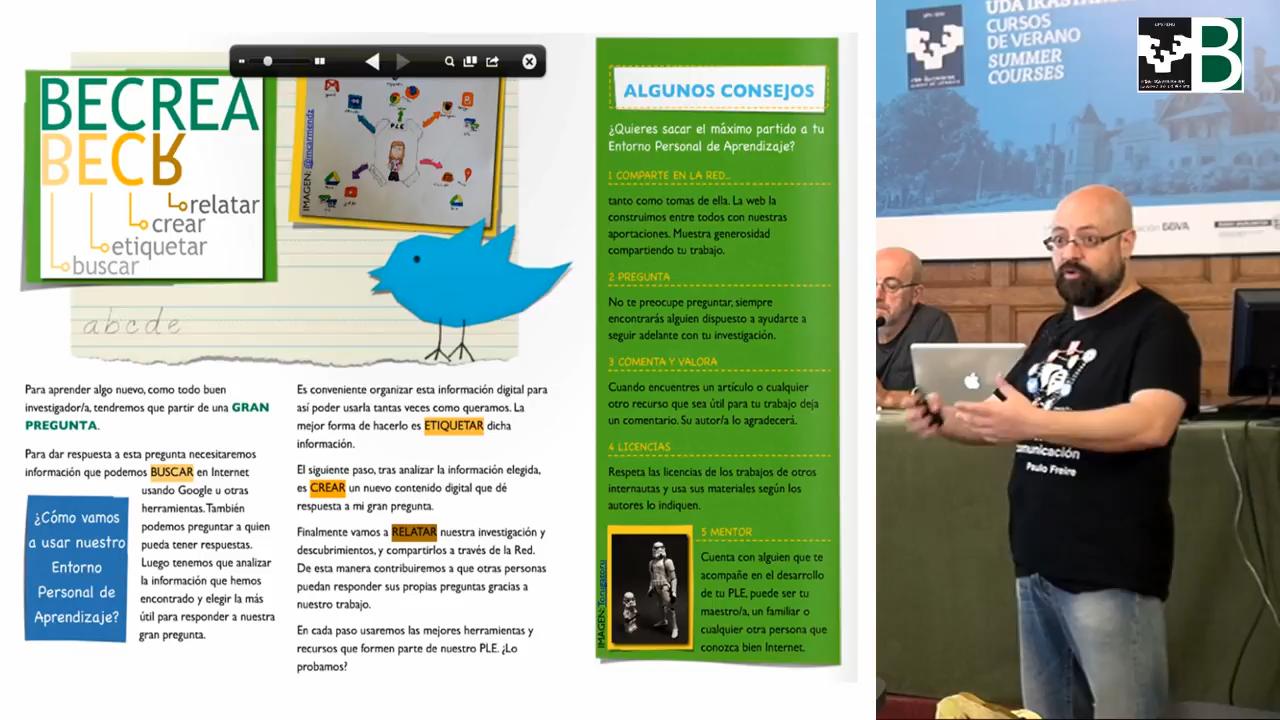 BECREA
BECR
relatar
crear
etiquetar
buscar
abcde
PLE
IMAGEN: @mcarmendz
Para aprender algo nuevo, como todo buen
investigador/a, tendremos que partir de una GRAN
PREGUNTA.
Para dar respuesta a esta pregunta necesitaremos
información que podemos BUSCAR en Internet
usando Google u otras
herramientas. También
podemos preguntar a quien
pueda tener respuestas.
Luego tenemos que analizar
la información que hemos
encontrado y elegir la más
útil para responder a nuestra
gran pregunta.
¿Cómo vamos
a usar nuestro
Entorno
Personal de
Aprendizaje?
Es conveniente organizar esta información digital para
así poder usarla tantas veces como queramos. La
mejor forma de hacerlo es ETIQUETAR dicha
información.
El siguiente paso, tras analizar la información elegida,
es CREAR un nuevo contenido digital que dé
respuesta a mi gran pregunta.
Finalmente vamos a RELATAR nuestra investigación y
descubrimientos, y compartirlos a través de la Red.
De esta manera contribuiremos a que otras personas
puedan responder sus propias preguntas gracias a
nuestro trabajo.
En cada paso usaremos las mejores herramientas y
recursos que formen parte de nuestro PLE. ¿Lo
probamos?
ALGUNOS CONSEJOS
¿Quieres sacar el máximo partido a tu
Entorno Personal de Aprendizaje?
1 COMPARTE EN LA RED...
tanto como tomas de ella. La web la
construimos entre todos con nuestras
aportaciones. Muestra generosidad
compartiendo tu trabajo.
2 PREGUNTA
No te preocupe preguntar, siempre
encontrarás alguien dispuesto a ayudarte a
seguir adelante con tu investigación.
3 COMENTA Y VALORA
Cuando encuentres un artículo o cualquier
otro recurso que sea útil para tu trabajo deja
un comentario. Su autor/a lo agradecerá.
4 LICENCIAS
Respeta las licencias de los trabajos de otros
internautas y usa sus materiales según los
autores lo indiquen.
5 MENTOR
Cuenta con alguien que te
acompañe en el desarrollo
de tu PLE, puede ser tu
maestro/a, un familiar o
cualquier otra persona que
conozca bien Internet.
UDA IKASTAROAK
CURSOS
DE VERANO
SUMMER
COURSES
BBVA
B
comunicación
Paulo Freire